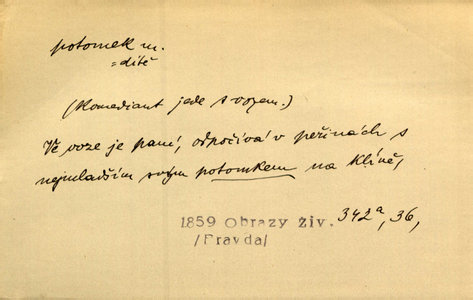 potomek m.
= dítě
(Komediant jede s vozem.)
Ve voze je paní, odpočívá v peřinách s
nejmladším svým potomkem na klíně,
1859 Obrazy živ. 342a, 36,
/Pravda/